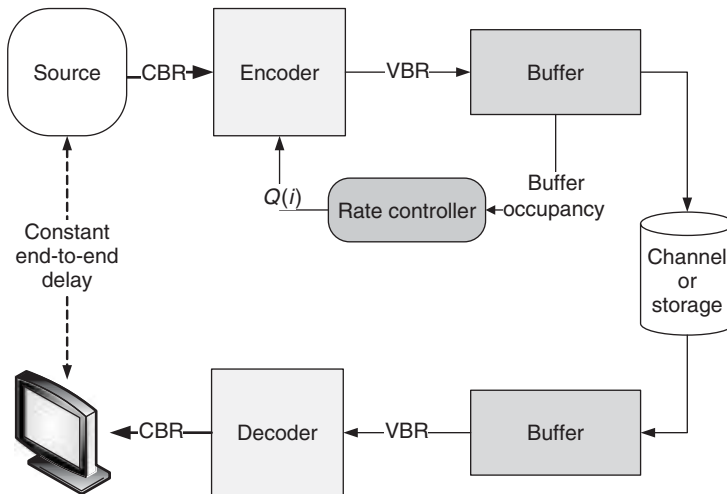 Source
CBR
Encoder
VBR
Buffer
Q(i)
Rate controller
Buffer
occupancy
Constant
end-to-end
delay
Channel
or
storage
CBR
Decoder
VBR
Buffer